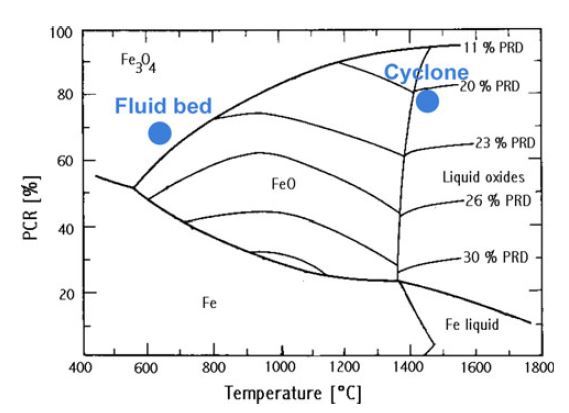 100
80
60
40
20
PCR [%]
Fe3O4
Fluid bed
Cyclone
11 % PRD
20 % PRD
23 % PRD
Liquid oxides
26 % PRD
30 % PRD
FeO
Fe
Fe liquid
400 600 800 1000 1200 1400 1600 1800
Temperature [°C]